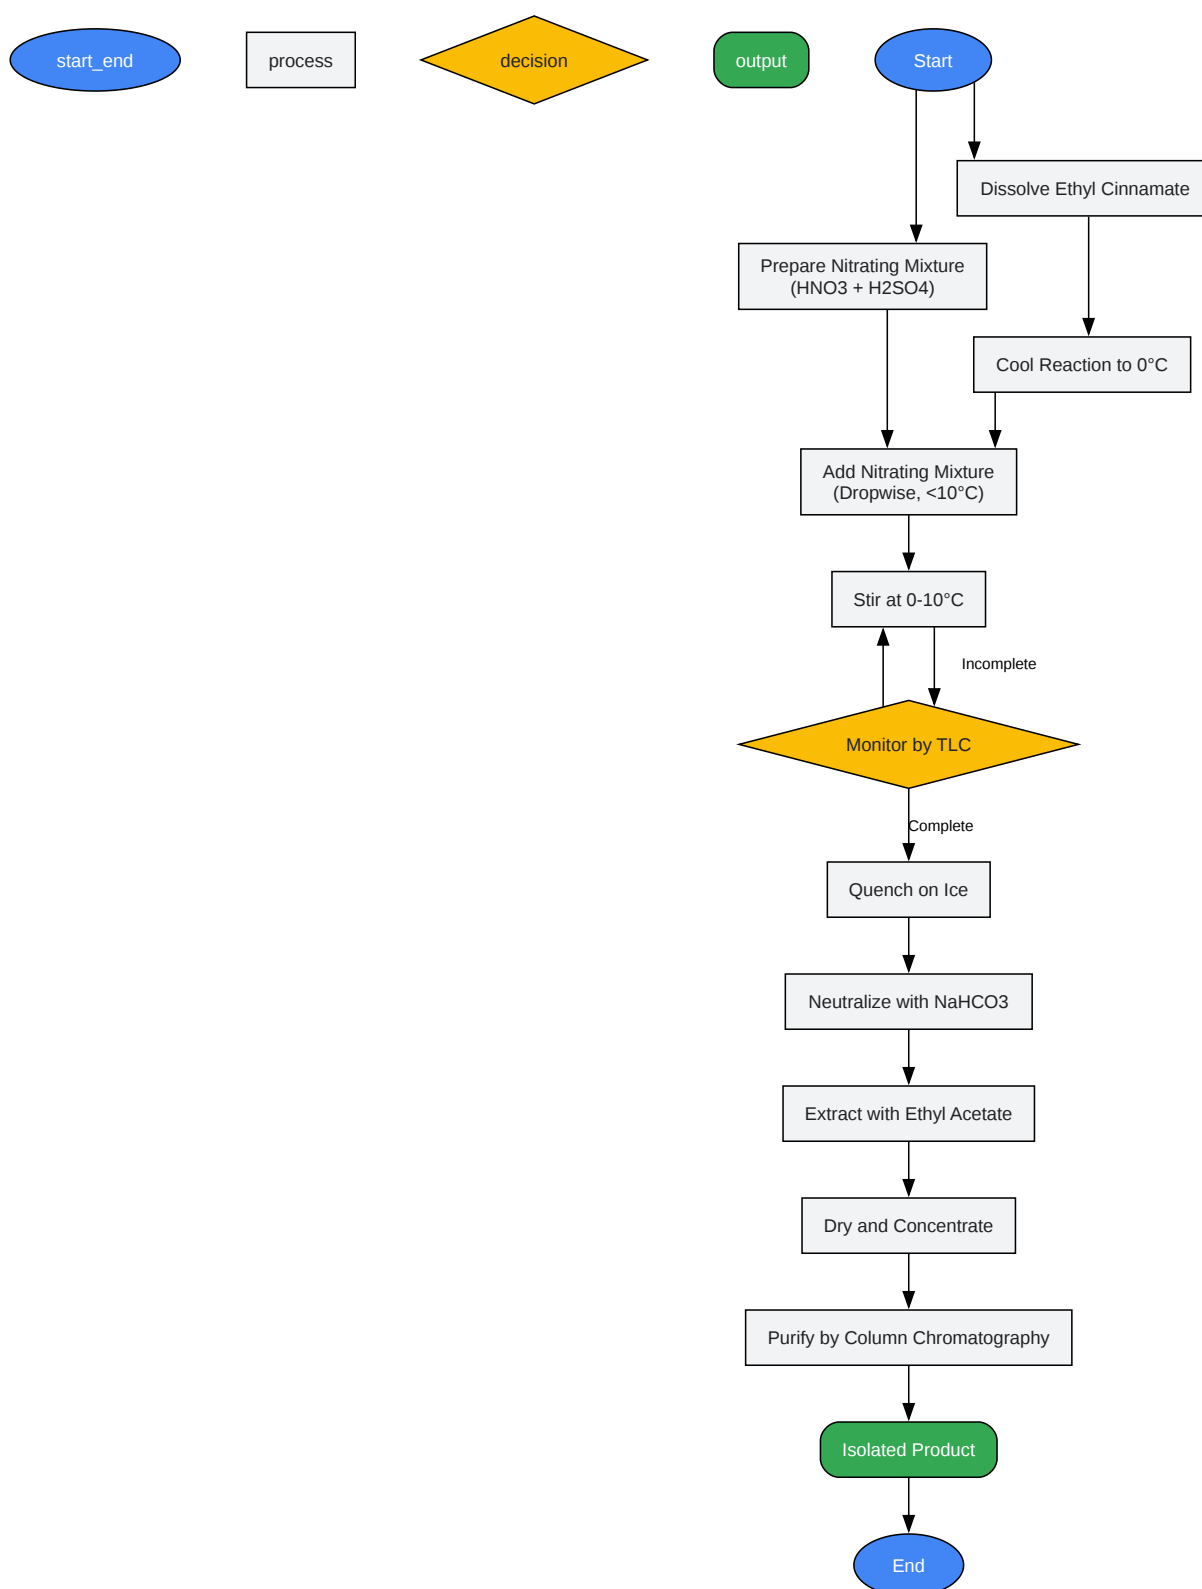 start_end
process
decision
output
Start
Dissolve Ethyl Cinnamate
Prepare Nitrating Mixture
(HNO3 + H2SO4)
Cool Reaction to 0°C
Add Nitrating Mixture
(Dropwise, <10°C)
Stir at 0-10°C
Incomplete
Monitor by TLC
Complete
Quench on Ice
Neutralize with NaHCO3
Extract with Ethyl Acetate
Dry and Concentrate
Purify by Column Chromatography
Isolated Product
End